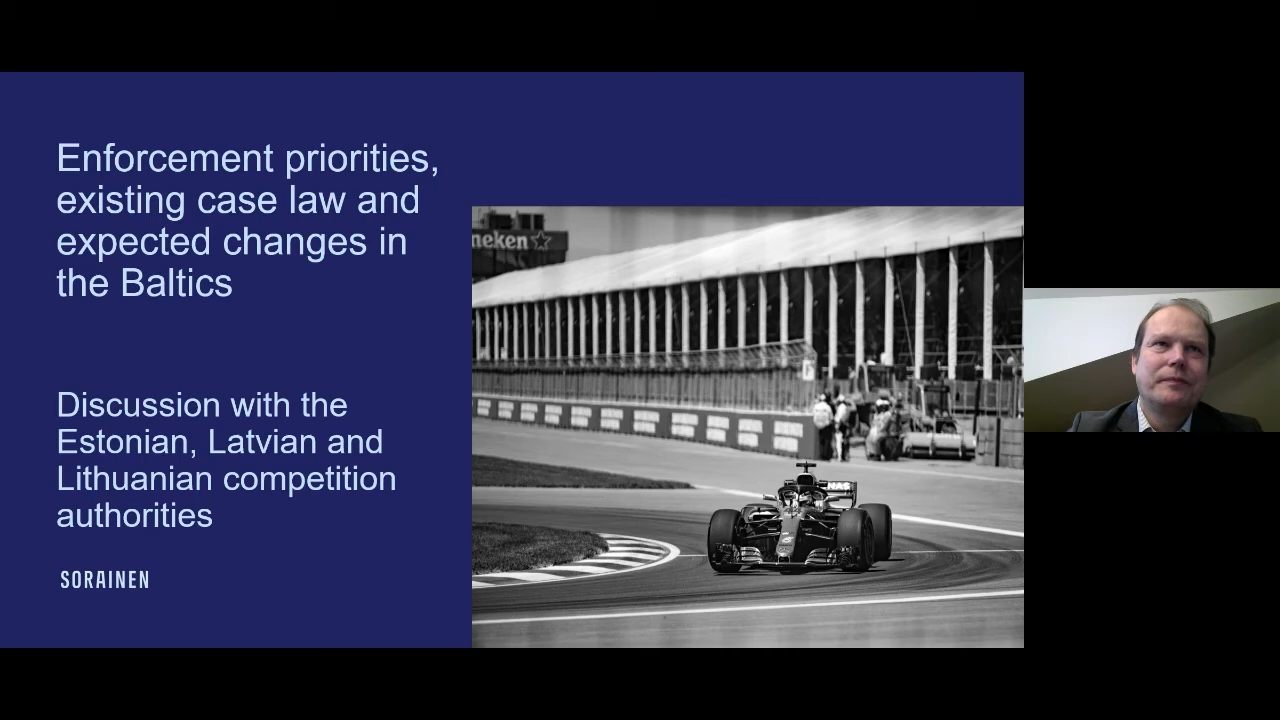 Enforcement priorities,
existing case law and
expected changes in
the Baltics
neken
Discussion with the
Estonian, Latvian and
Lithuanian competition
authorities
SORAINEN